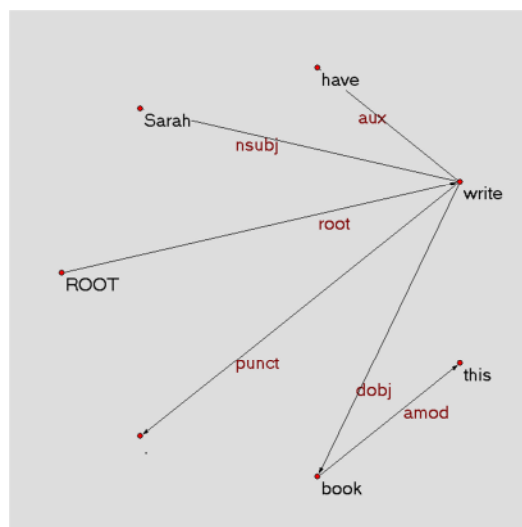 have
Sarah
aux
nsubj
write
root
ROOT
punct
this
dobj
amod
.
book